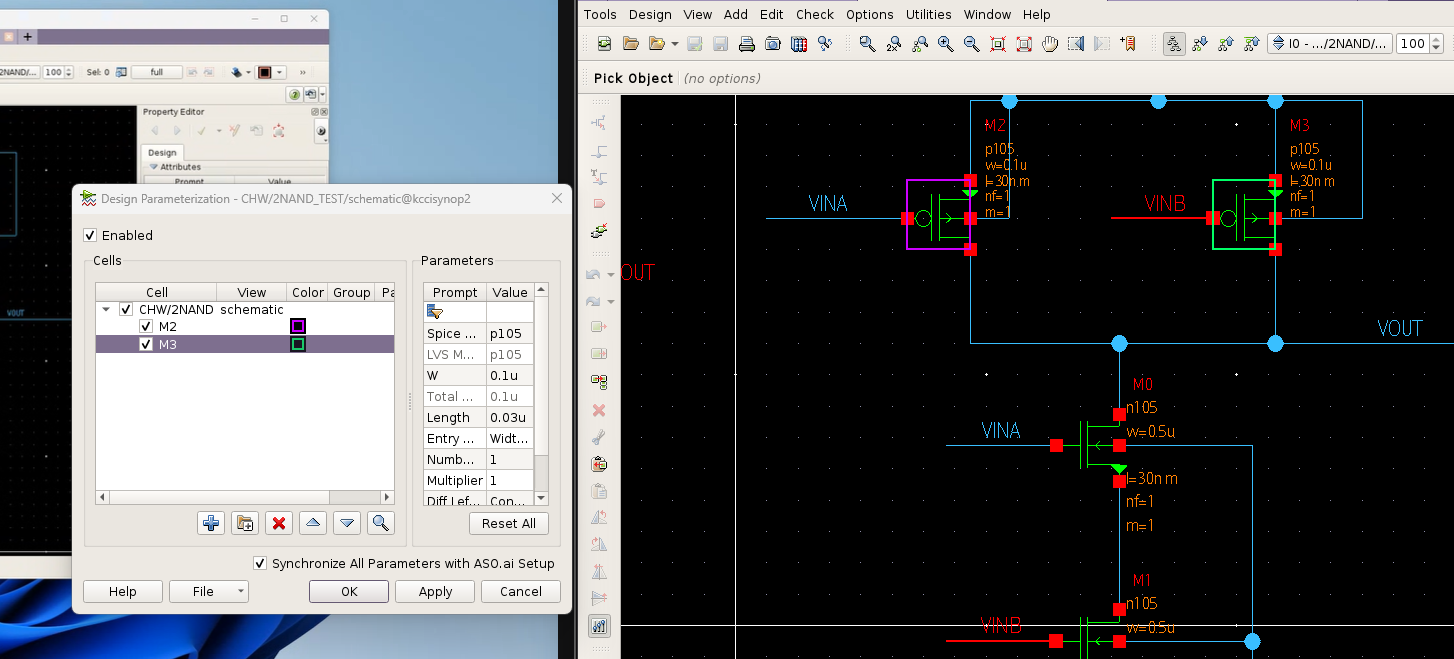 Tools Design View Add Edit Check Options Utilities Window Help
2NAND/... 100 Sel: 0 full »
I0 - .../2NAND/... 100
Pick Object (no options)
Property Editor
Design
Attributes
Prompt Value
VOUT
Design Parameterization - CHW/2NAND_TEST/schematic@kccisynop2
Enabled
Cells
Cell View Color Group Pa
CHW/2NAND schematic
M2
M3
Parameters
Prompt Value
Spice ... p105
LVS M... p105
W 0.1u
Total ... 0.1u
Length 0.03u
Entry ... Widt...
Numb... 1
Multiplier 1
Diff Lef... Con...
Reset All
Synchronize All Parameters with ASO.ai Setup
Help File OK Apply Cancel
M2
p105
w=0.1u
l=30n m
nf=1
m=1
VINA
M3
p105
w=0.1u
l=30n m
nf=1
m=1
VINB
OUT
VOUT
M0
n105
w=0.5u
VINA
l=30n m
nf=1
m=1
M1
n105
w=0.5u
VINB